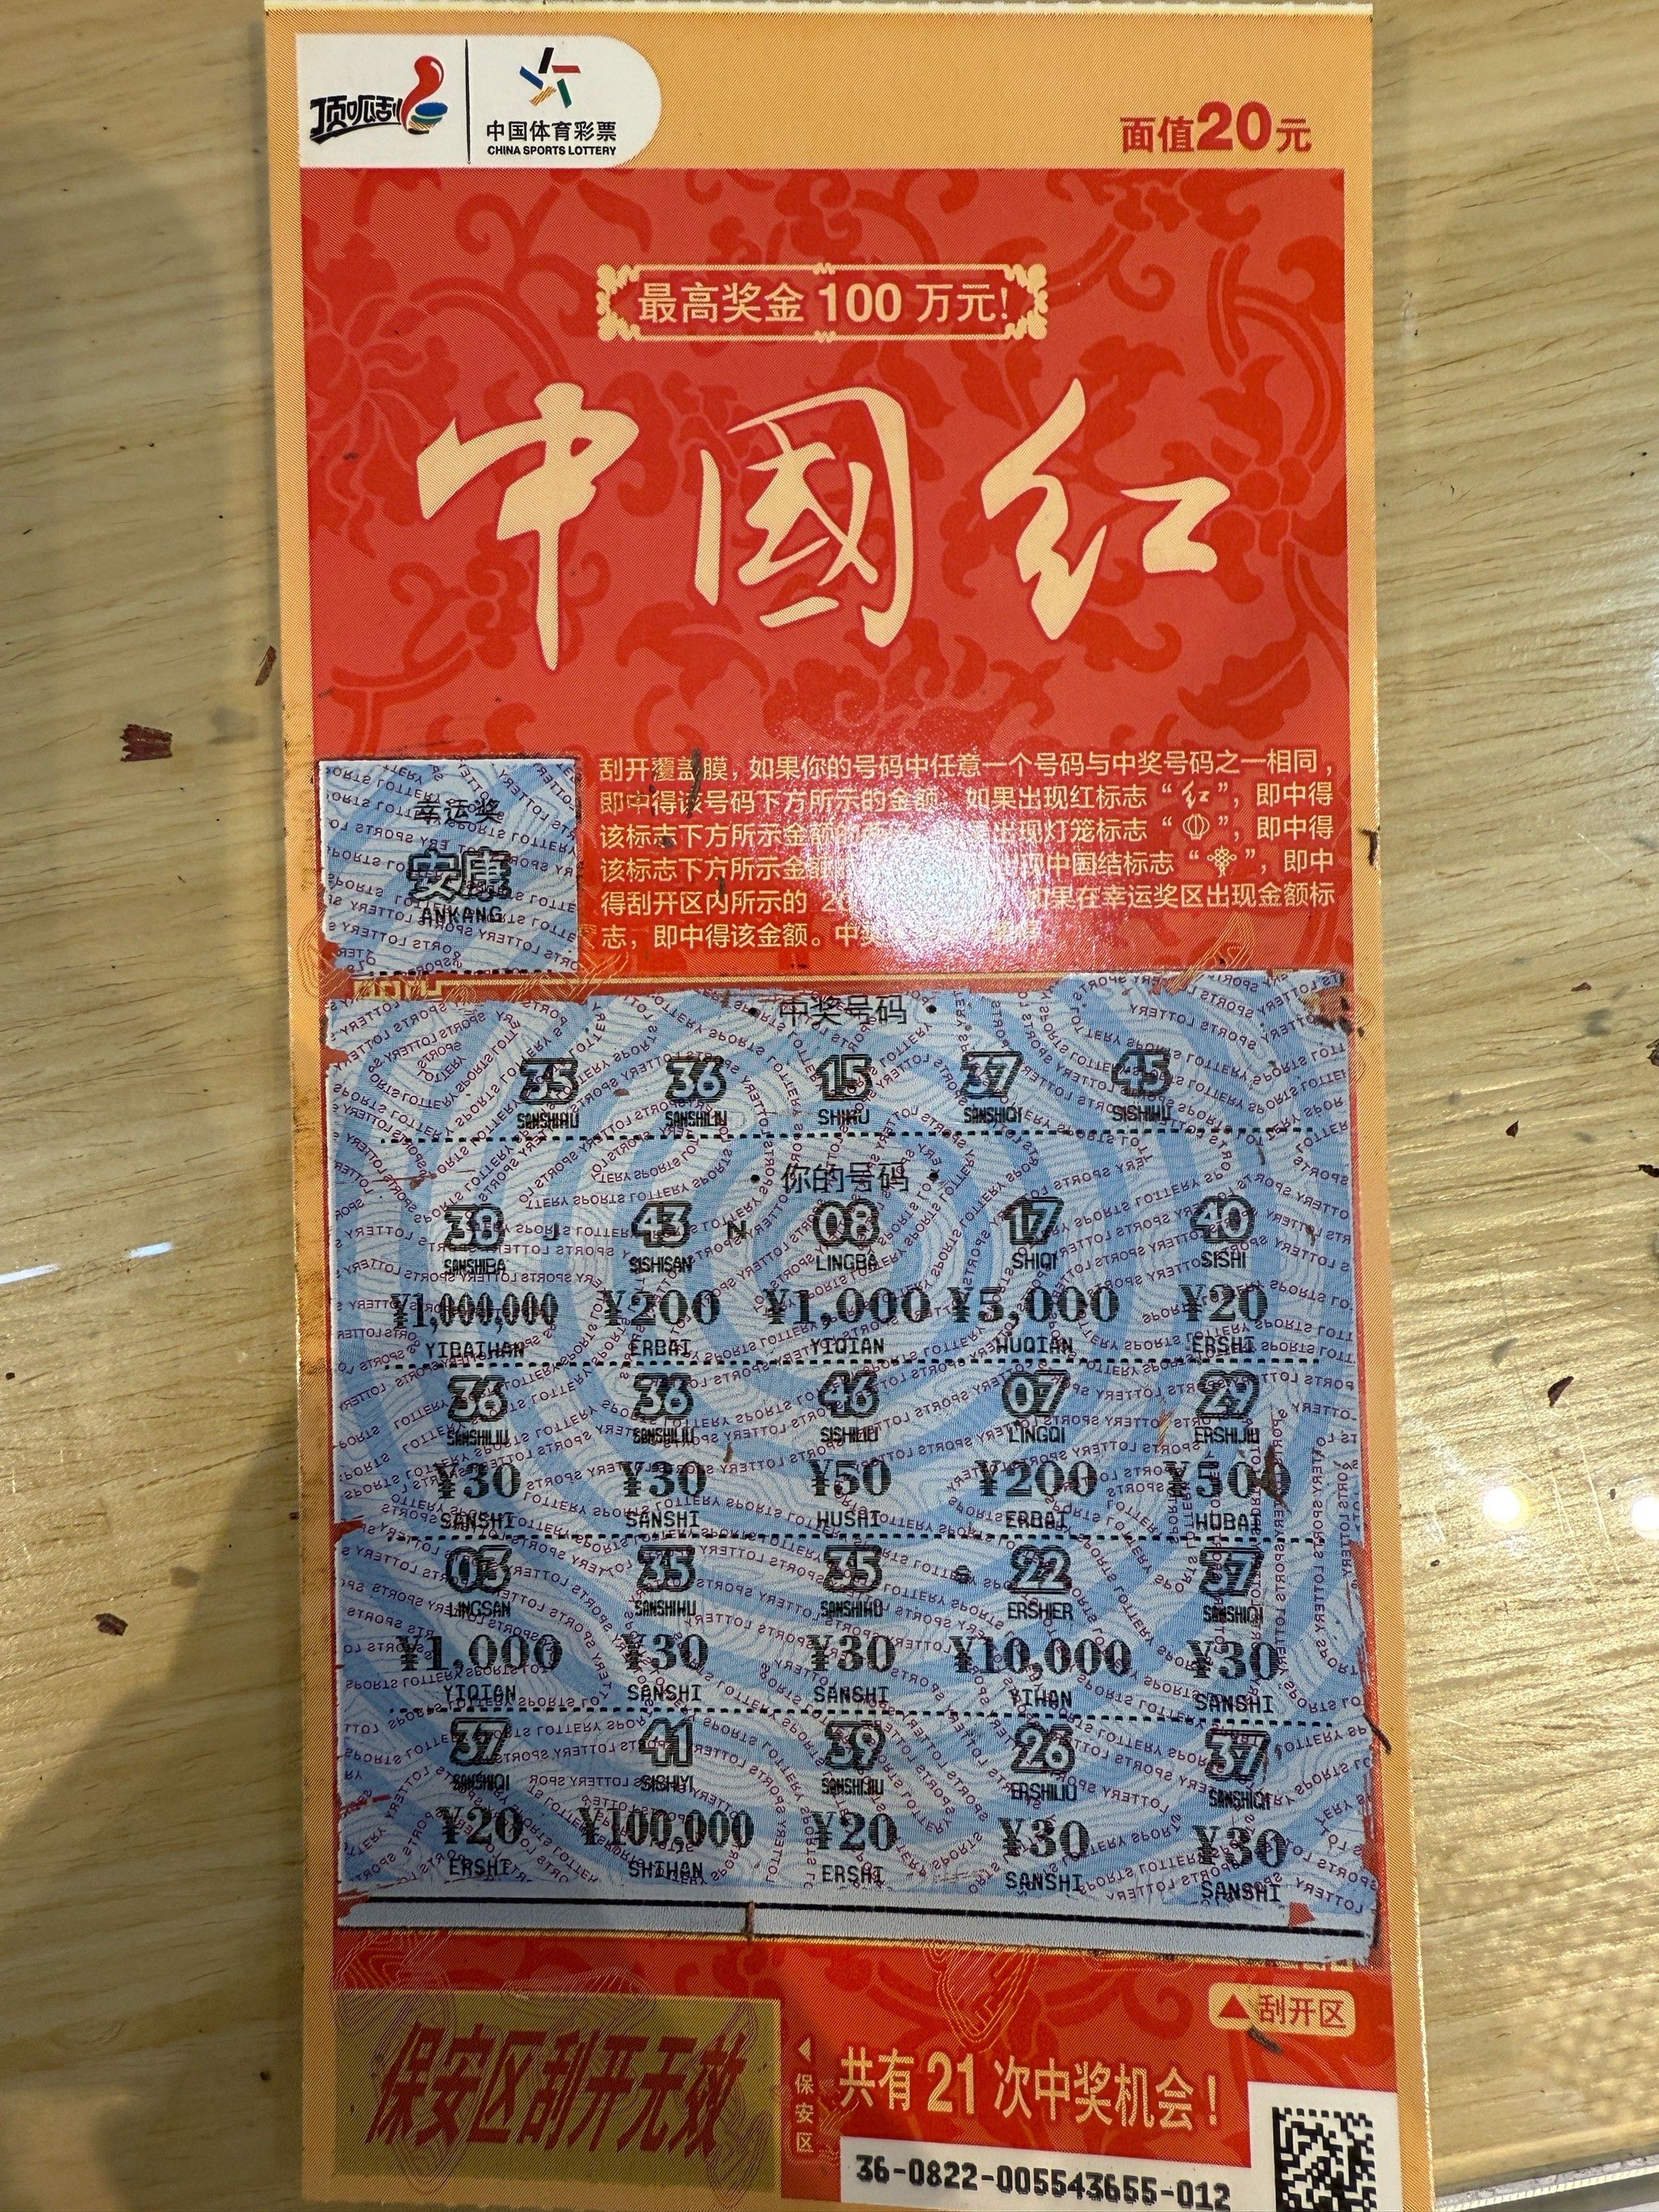 顶呱刮
中国体育彩票
CHINA SPORTS LOTTERY
面值20元
最高奖金 100 万元!
中國红
刮开覆盖膜，如果你的号码中任意一个号码与中奖号码之一相同，
即中得该号码下方所示的金额 如果出现红标志“红”，即中得
该标志下方所示金额的 出现灯笼标志“ ”，即中得
该标志下方所示金额 中国结标志“ ”，即中
得刮开区内所示的 20 如果在幸运奖区出现金额标
志，即中得该金额。中奖
幸运奖
安康
ANKANG
中奖号码
35 36 15 37 45
SANSHIWU SANSHILIU SHIWU SANSHIQI SISHIWU
你的号码
38 J 43 N 08 17 40
SANSHIBA SISHISAN LINGBA SHIQI SISHI
¥1,000,000 ¥200 ¥1,000 ¥5,000 ¥20
YIBAIWAN ERBAI YIQIAN WUQIAN ERSHI
36 36 46 07 29
SANSHILIU SANSHILIU SISHILIU LINGQI ERSHIJIU
¥30 ¥30 ¥50 ¥200 ¥500
SANSHI SANSHI WUSHI ERBAI WUBAI
03 35 35 S 22 37
LINGSAN SANSHIWU SANSHIWU ERSHIER SANSHIQI
¥1,000 ¥30 ¥30 ¥10,000 ¥30
YIQIAN SANSHI SANSHI YIWAN SANSHI
37 41 39 26 37
SANSHIQI SISHIYI SANSHIJIU ERSHILIU SANSHIQI
¥20 ¥100,000 ¥20 ¥30 ¥30
ERSHI SHIWAN ERSHI SANSHI SANSHI
▲刮开区
保安区刮开无效
◀保安区
共有 21 次中奖机会！
36-0822-005543655-012